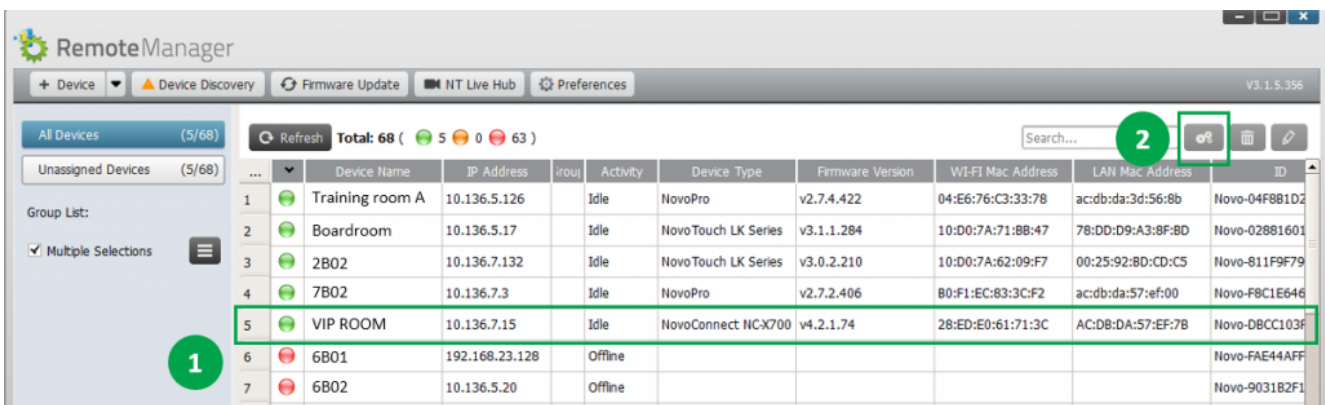 RemoteManager
+ Device Device Discovery Firmware Update NT Live Hub Preferences V3.1.5.356
All Devices (5/68)
Unassigned Devices (5/68)
Group List:
Multiple Selections
Refresh Total: 68 ( 5 0 63 ) Search... 2
... Device Name IP Address Group Activity Device Type Firmware Version WI-FI Mac Address LAN Mac Address ID
1 Training room A 10.136.5.126 Idle NovoPro v2.7.4.422 04:E6:76:C3:33:78 ac:db:da:3d:56:8b Novo-04F8B1D2
2 Boardroom 10.136.5.17 Idle NovoTouch LK Series v3.1.1.284 10:D0:7A:71:BB:47 78:DD:D9:A3:8F:BD Novo-02881601
3 2B02 10.136.7.132 Idle NovoTouch LK Series v3.0.2.210 10:D0:7A:62:09:F7 00:25:92:BD:CD:C5 Novo-811F9F79
4 7B02 10.136.7.3 Idle NovoPro v2.7.2.406 B0:F1:EC:83:3C:F2 ac:db:da:57:ef:00 Novo-F8C1E646
5 VIP ROOM 10.136.7.15 Idle NovoConnect NC-X700 v4.2.1.74 28:ED:E0:61:71:3C AC:DB:DA:57:EF:7B Novo-DBCC103F
1
6 6B01 192.168.23.128 Offline Novo-FAE44AFF
7 6B02 10.136.5.20 Offline Novo-9031B2F1